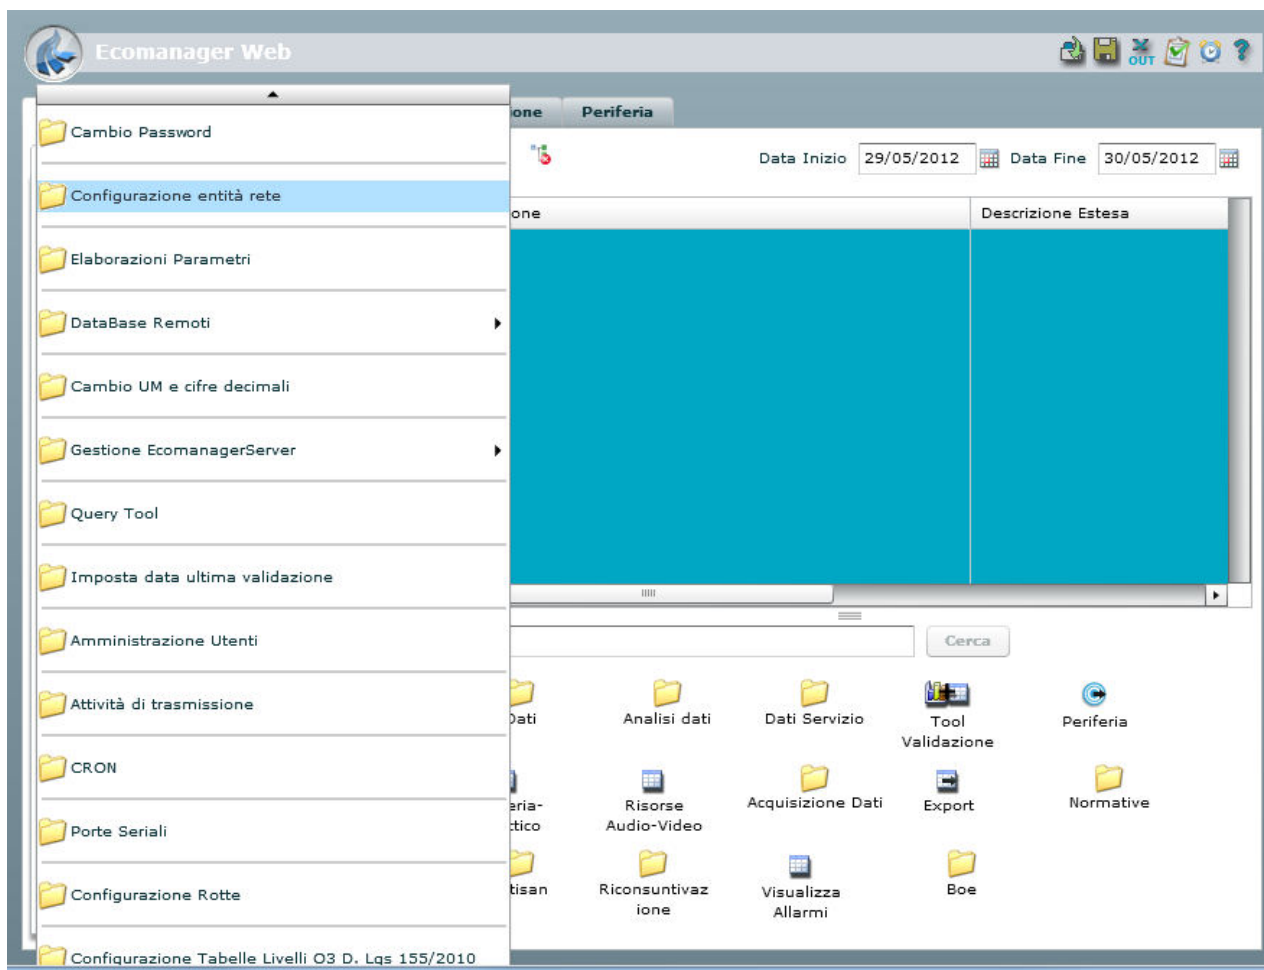 Ecomanager Web
OUT
?
one
Periferia
Cambio Password
Data Inizio 29/05/2012 Data Fine 30/05/2012
Configurazione entità rete
one
Descrizione Estesa
Elaborazioni Parametri
DataBase Remoti
Cambio UM e cifre decimali
Gestione EcomanagerServer
Query Tool
Imposta data ultima validazione
Amministrazione Utenti
Cerca
Attività di trasmissione
CRON
Porte Seriali
Configurazione Rotte
Configurazione Tabelle Livelli O3 D. Lgs 155/2010
Dati
Analisi dati
Dati Servizio
Tool
Validazione
Periferia
eria-
ttico
Risorse
Audio-Video
Acquisizione Dati
Export
Normative
tisan
Riconsuntivaz
ione
Visualizza
Allarmi
Boe